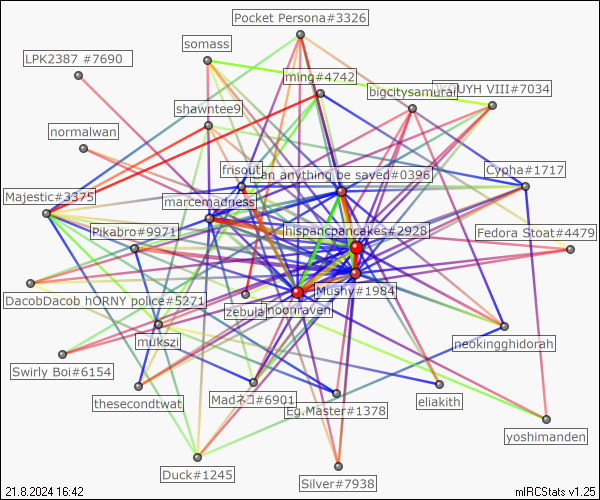 Pocket Persona#3326
somass
LPK2387 #7690
ming#4742
bigcitysamurai
UYH VIII#7034
shawntee9
normalwan
frisout
an anything be saved#0396
Cypha#1717
Majestic#3375
marcemadness
Pikabro#9971
hispancpancakes#2928
Fedora Stoat#4479
DacobDacob hORNY police#5271
Mushy#1984
zebula
moonraven
mukszi
neokingghidorah
Swirly Boi#6154
thesecondtwat
Madネコ#6901
Eg.Master#1378
eliakith
yoshimanden
Duck#1245
Silver#7938
21.8.2024 16:42
mIRCStats v1.25